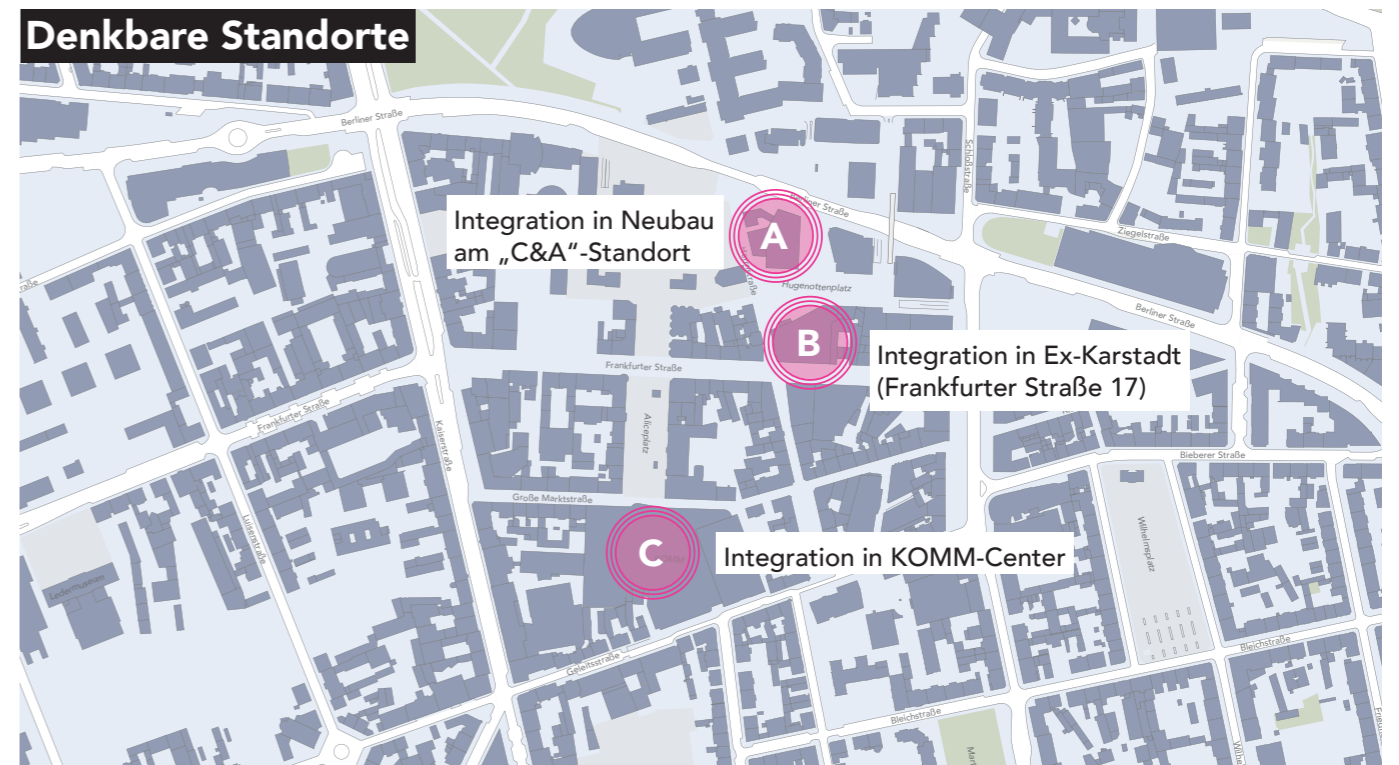 Denkbare Standorte
Berliner Straße
Schloßstraße
Integration in Neubau
am „C&A“-Standort
A
Berliner Straße
Ziegelstraße
Hugenottenplatz
Berliner Straße
B
Integration in Ex-Karstadt
(Frankfurter Straße 17)
Frankfurter Straße
Frankfurter Straße
Aliceplatz
Kaiserstraße
Bieberer Straße
Große Marktstraße
Luisenstraße
Wilhelmsplatz
C
Integration in KOMM-Center
Ledermuseum
Geleitsstraße
Bleichstraße
Bleichstraße